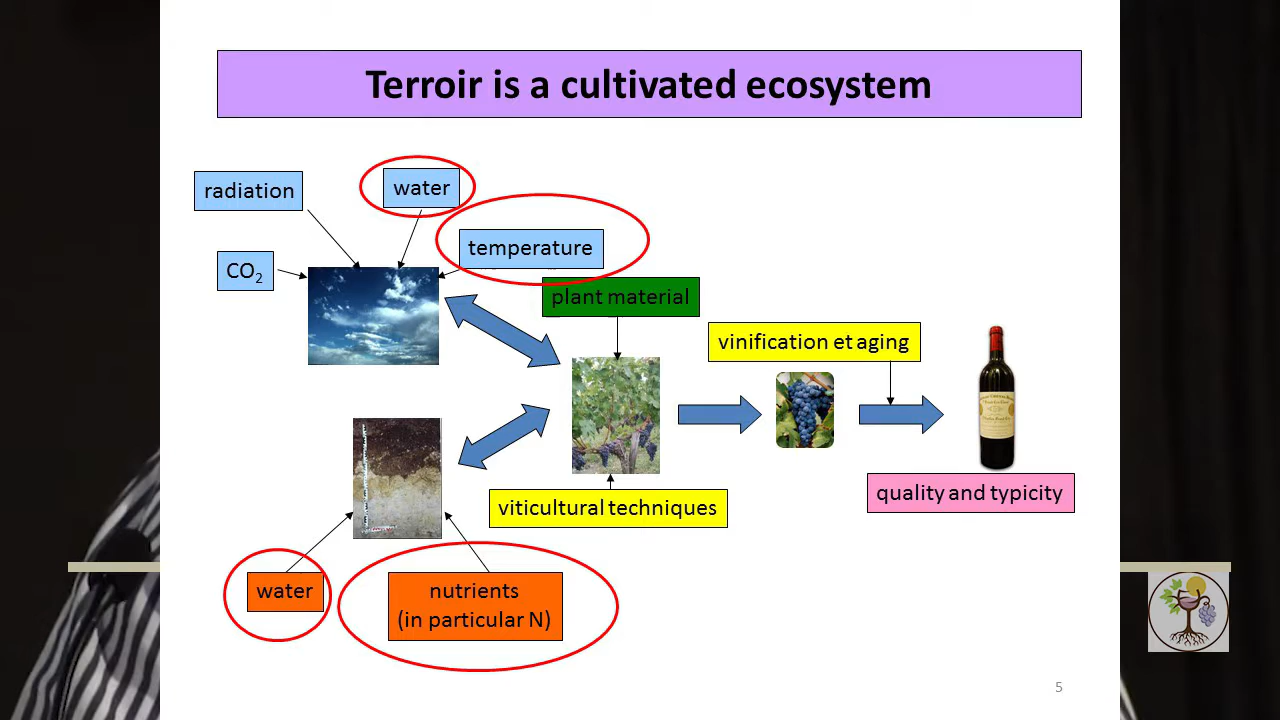 Terroir is a cultivated ecosystem
radiation
water
temperature
CO₂
plant material
vinification et aging
quality and typicity
viticultural techniques
water
nutrients
(in particular N)
5